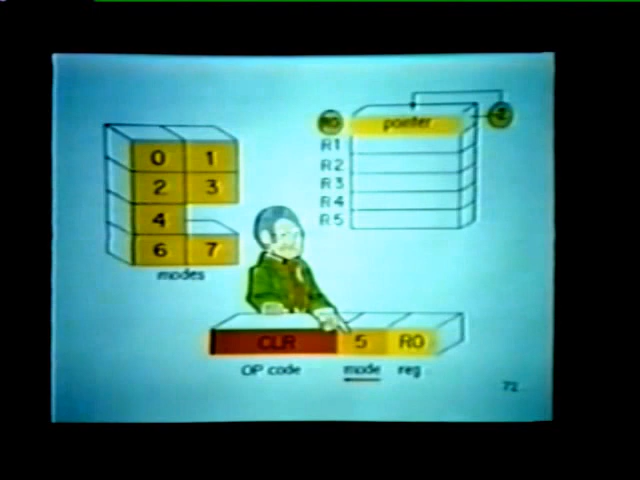 0 1
2 3
4
6 7
modes
R0 pointer -2
R1
R2
R3
R4
R5
CLR 5 R0
OP code mode reg
72